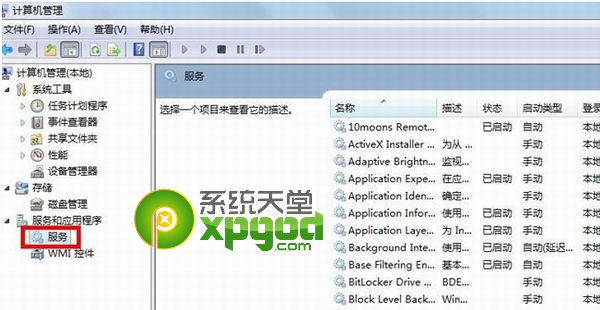 计算机管理
文件(F) 操作(A) 查看(V) 帮助(H)
计算机管理(本地)
系统工具
任务计划程序
事件查看器
共享文件夹
性能
设备管理器
存储
磁盘管理
服务和应用程序
服务
WMI 控件
服务
选择一个项目来查看它的描述。
名称 描述 状态 启动类型 登
10moons Remot... 已启动 自动 本地
ActiveX Installer ... 为从 ... 手动 本地
Adaptive Brightn... 监视... 手动 本地
Application Expe... 在应... 已启动 手动 本地
Application Iden... 确定... 手动 本地
Application Infor... 使用... 已启动 手动 本地
Application Laye... 为 In... 已启动 手动 本地
Background Inte... 使用... 已启动 自动(延迟... 本地
Base Filtering En... 基本... 已启动 自动 本地
BitLocker Drive ... BDE... 手动 本地
Block Level Back... Win... 手动 本地
系统天堂
xpgod
.com